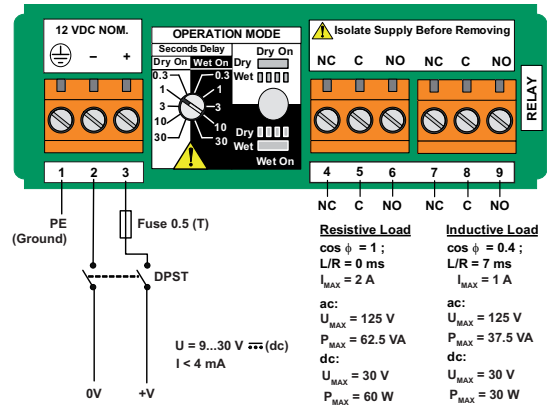 12 VDC NOM.
– +
OPERATION MODE
Seconds Delay
Dry On Wet On
0.3 0.3
1 1
3 3
10 10
30 30
Dry On
Dry
Wet
Dry
Wet
Wet On
Isolate Supply Before Removing
NC C NO NC C NO
RELAY
1 2 3
4 5 6 7 8 9
PE
(Ground)
Fuse 0.5 (T)
DPST
0V +V
U = 9...30 V ⎓ (dc)
I < 4 mA
NC C NO NC C NO
Resistive Load
cos ϕ = 1 ;
L/R = 0 ms
IMAX = 2 A
ac:
UMAX = 125 V
PMAX = 62.5 VA
dc:
UMAX = 30 V
PMAX = 60 W
Inductive Load
cos ϕ = 0.4 ;
L/R = 7 ms
IMAX = 1 A
ac:
UMAX = 125 V
PMAX = 37.5 VA
dc:
UMAX = 30 V
PMAX = 30 W